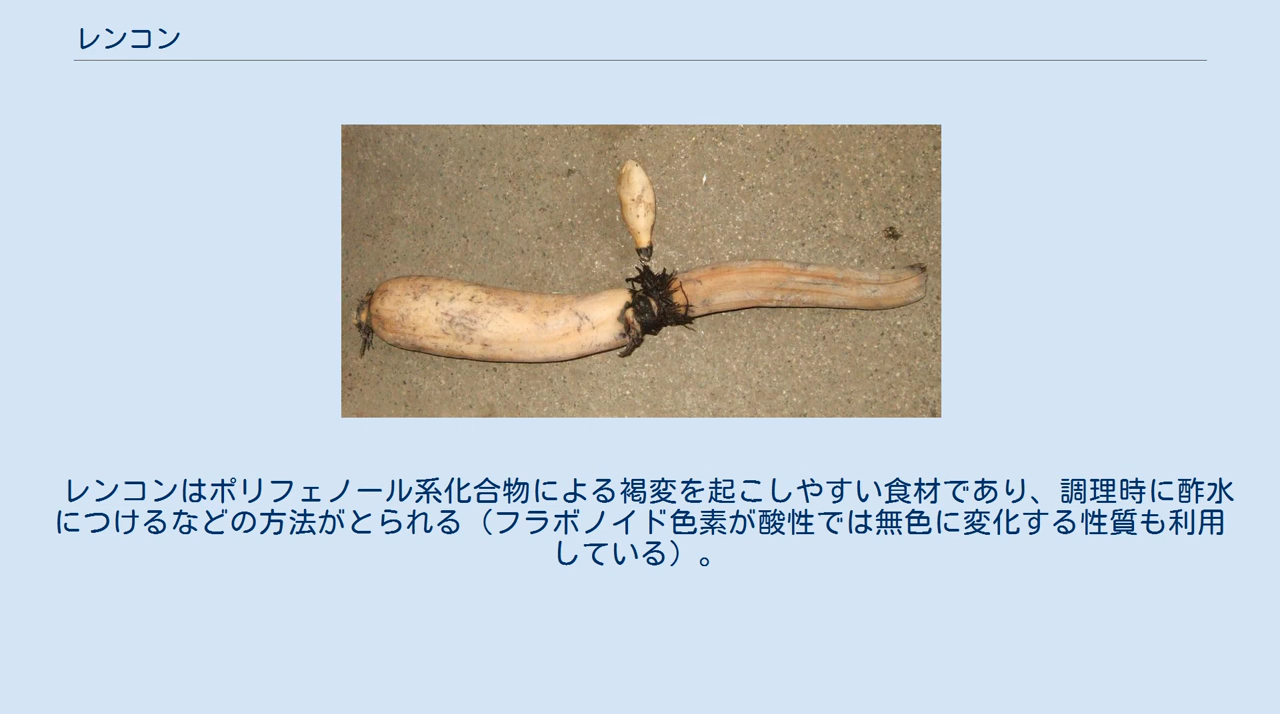 レンコン
レンコンはポリフェノール系化合物による褐変を起こしやすい食材であり、調理時に酢水
につけるなどの方法がとられる（フラボノイド色素が酸性では無色に変化する性質も利用
している）。